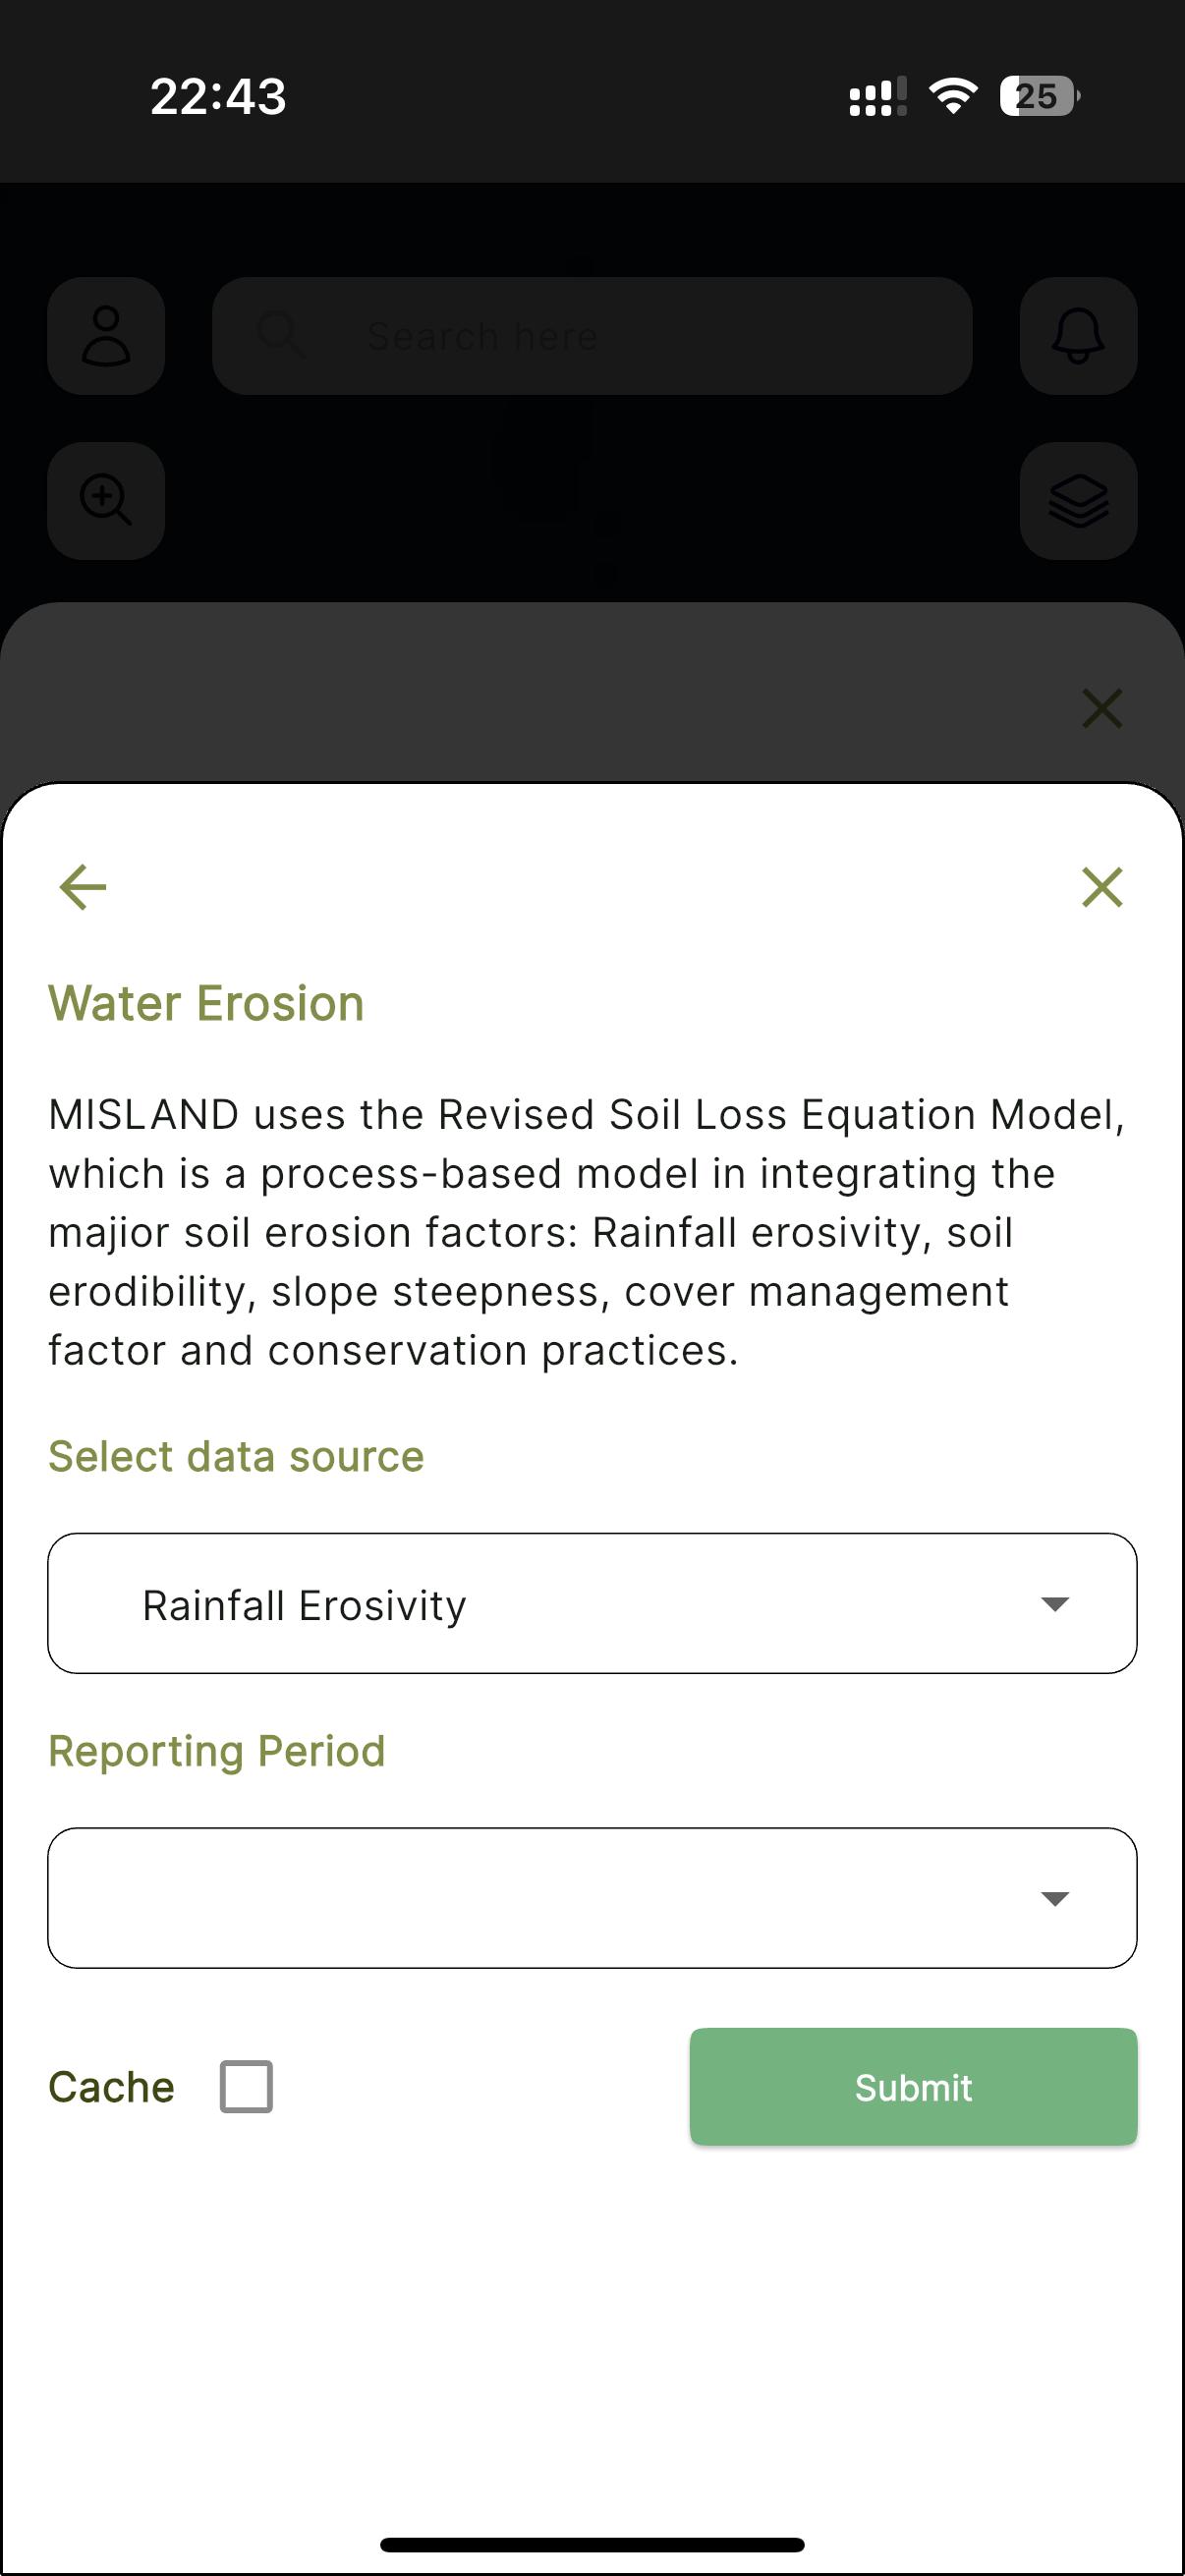 22:43
25
Search here
Water Erosion
MISLAND uses the Revised Soil Loss Equation Model,
which is a process-based model in integrating the
majior soil erosion factors: Rainfall erosivity, soil
erodibility, slope steepness, cover management
factor and conservation practices.
Select data source
Rainfall Erosivity
Reporting Period
Cache
Submit